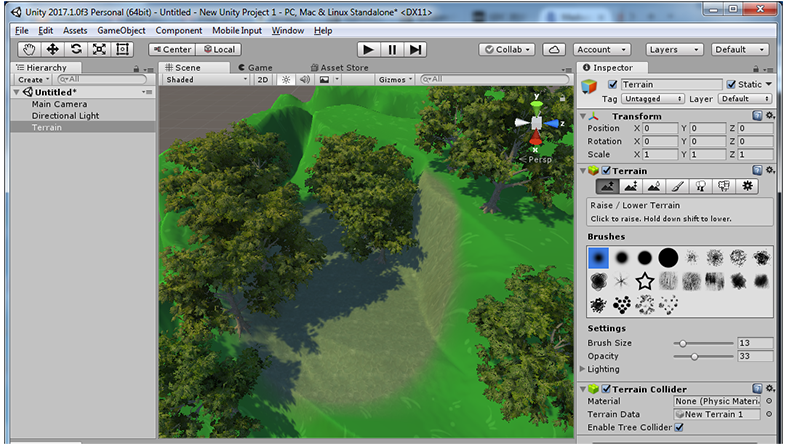 Unity 2017.1.0f3 Personal (64bit) - Untitled - New Unity Project 1 - PC, Mac & Linux Standalone* <DX11>
File Edit Assets GameObject Component Mobile Input Window Help
Center Local Collab Account Layers Default
Hierarchy
Create All
Untitled*
Main Camera
Directional Light
Terrain
Scene Game Asset Store
Shaded 2D Gizmos All
y
z
x
Persp
Inspector
Terrain Static
Tag Untagged Layer Default
Transform
Position X 0 Y 0 Z 0
Rotation X 0 Y 0 Z 0
Scale X 1 Y 1 Z 1
Terrain
Raise / Lower Terrain
Click to raise. Hold down shift to lower.
Brushes
Settings
Brush Size 13
Opacity 33
Lighting
Terrain Collider
Material None (Physic Materi
Terrain Data New Terrain 1
Enable Tree Collider